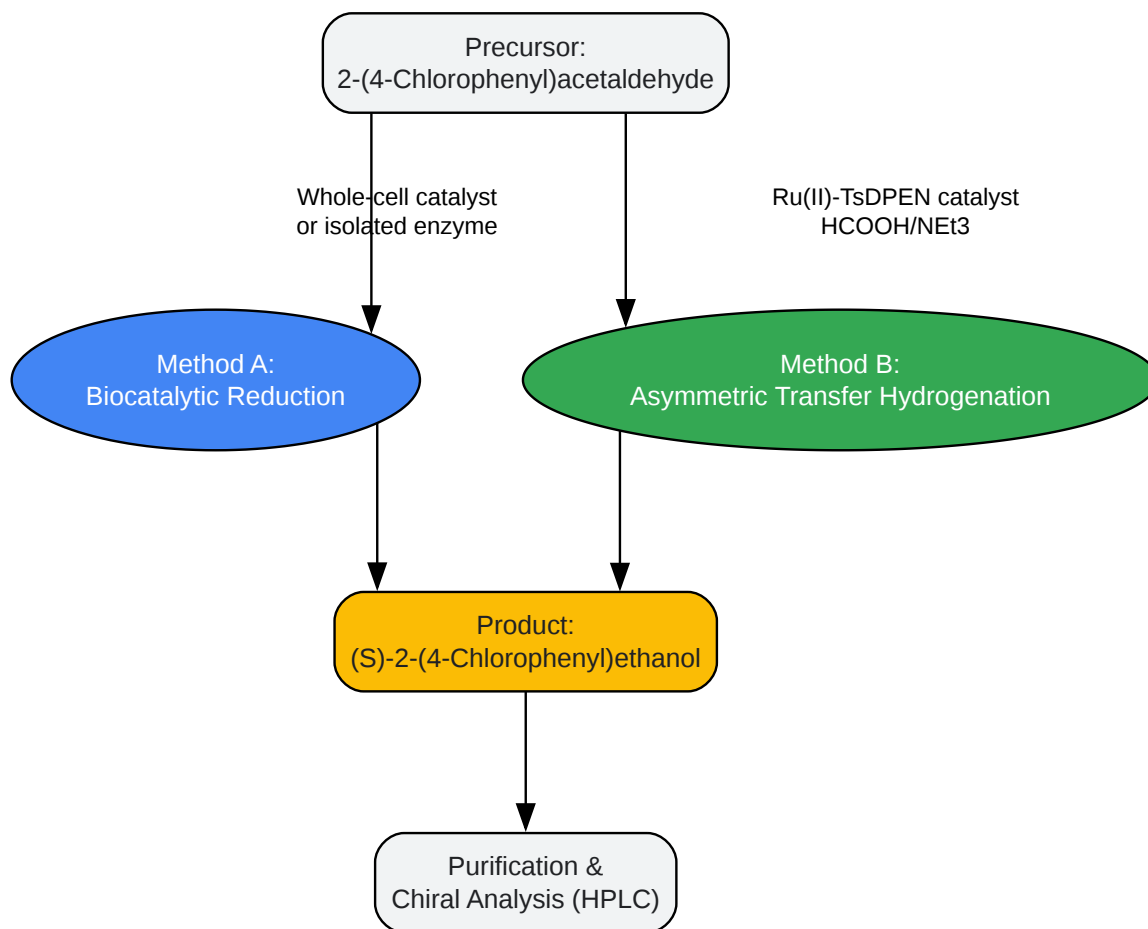 Precursor:
2-(4-Chlorophenyl)acetaldehyde
Whole-cell catalyst
or isolated enzyme
Ru(II)-TsDPEN catalyst
HCOOH/NEt3
Method A:
Biocatalytic Reduction
Method B:
Asymmetric Transfer Hydrogenation
Product:
(S)-2-(4-Chlorophenyl)ethanol
Purification &
Chiral Analysis (HPLC)